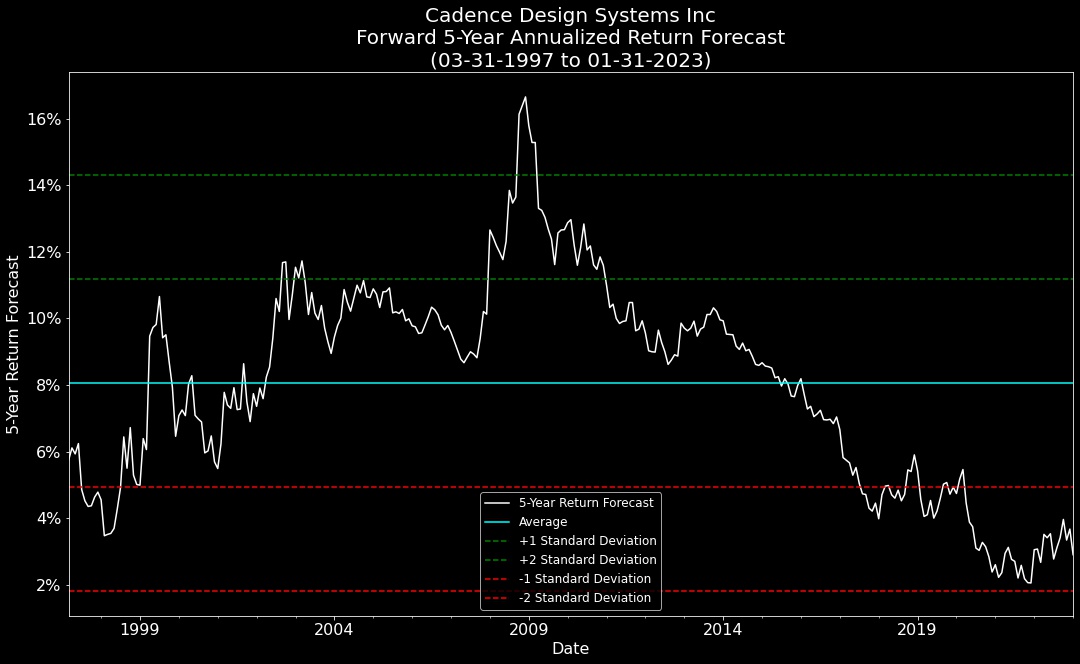 Cadence Design Systems Inc
Forward 5-Year Annualized Return Forecast
(03-31-1997 to 01-31-2023)
16%
14%
12%
10%
8%
6%
4%
2%
5-Year Return Forecast
5-Year Return Forecast
Average
+1 Standard Deviation
+2 Standard Deviation
-1 Standard Deviation
-2 Standard Deviation
1999 2004 2009 2014 2019
Date